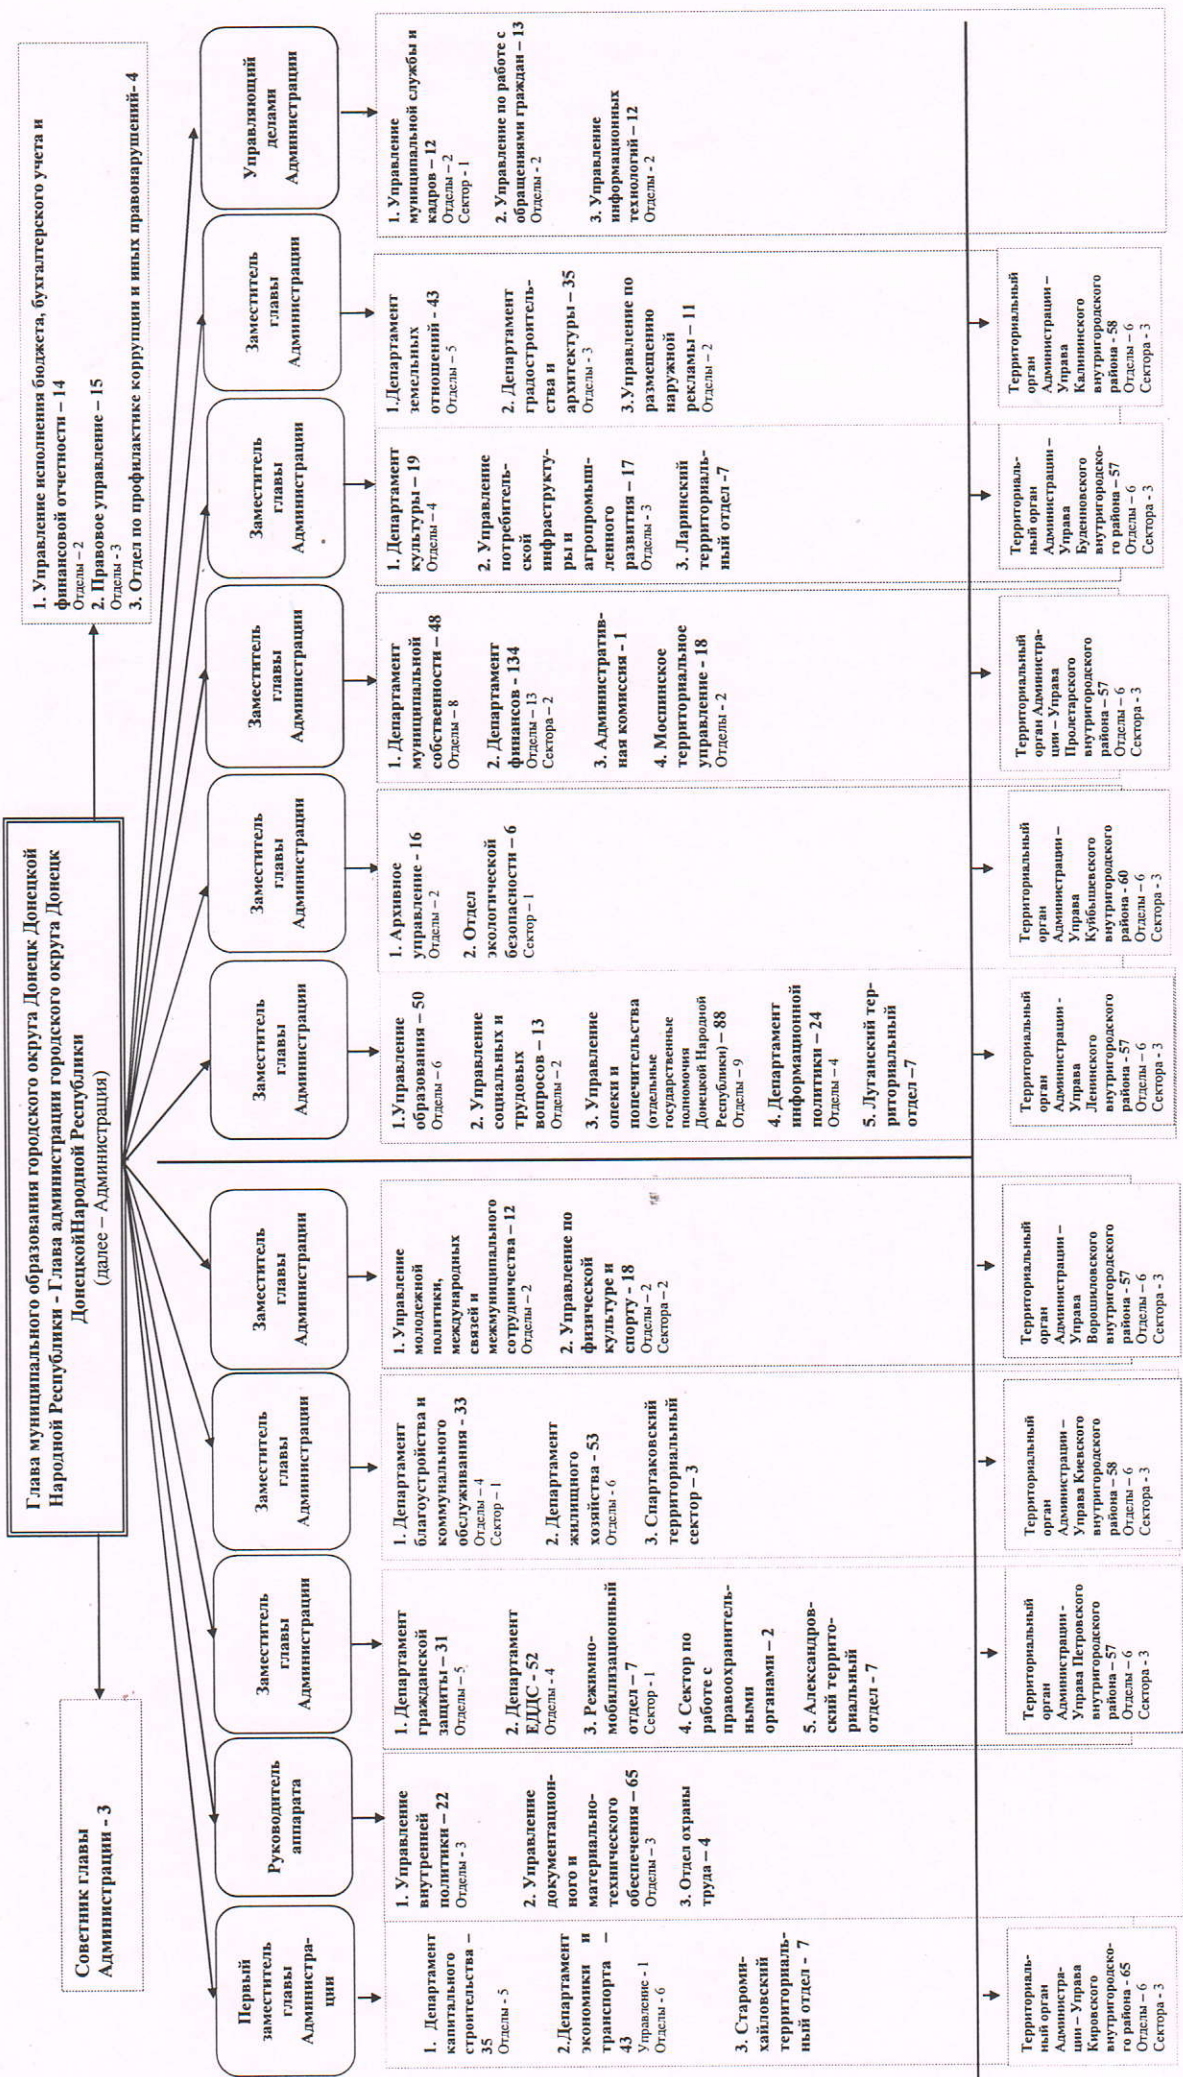 Глава муниципального образования городского округа Донецк Донецкой
Народной Республики - Глава администрации городского округа Донецк
ДонецкойНародной Республики
(далее – Администрация)
Советник главы
Администрации - 3
1. Управление исполнения бюджета, бухгалтерского учета и
финансовой отчетности – 14
Отделы – 2
2. Правовое управление – 15
Отделы - 3
3. Отдел по профилактике коррупции и иных правонарушений- 4
Первый
заместитель
главы
Администра-
ции
Руководитель
аппарата
Заместитель
главы
Администрации
Заместитель
главы
Администрации
Заместитель
главы
Администрации
Заместитель
главы
Администрации
Заместитель
главы
Администрации
Заместитель
главы
Администрации
Заместитель
главы
Администрации
Заместитель
главы
Администрации
Управляющий
делами
Администрации
1. Департамент
капитального
строительства –
35
Отделы - 5
2.Департамент
экономики и
транспорта –
43
Управление – 1
Отделы - 6
3. Староми-
хайловский
территориаль-
ный отдел - 7
1. Управление
внутренней
политики – 22
Отделы - 3
2. Управление
документацион-
ного и
материально-
технического
обеспечения – 65
Отделы – 3
3. Отдел охраны
труда – 4
1. Департамент
гражданской
защиты – 31
Отделы – 5
2. Департамент
ЕДДС - 52
Отделы - 4
3. Режимно-
мобилизационный
отдел – 7
Сектор - 1
4. Сектор по
работе с
правоохранитель-
ными
органами – 2
5. Александров-
ский террито-
риальный
отдел - 7
1. Департамент
благоустройства и
коммунального
обслуживания - 33
Отделы – 4
Сектор – 1
2. Департамент
жилищного
хозяйства - 53
Отделы - 6
3. Спартаковский
территориальный
сектор – 3
1. Управление
молодежной
политики,
международных
связей и
межмуниципального
сотрудничества – 12
Отделы – 2
2. Управление по
физической
культуре и
спорту - 18
Отделы – 2
Сектора – 2
1.Управление
образования – 50
Отделы – 6
2. Управление
социальных и
трудовых
вопросов – 13
Отделы – 2
3. Управление
опеки и
попечительства
(отдельные
государственные
полномочия
Донецкой Народной
Республики) – 88
Отделы – 9
4. Департамент
информационной
политики – 24
Отделы – 4
5. Луганский тер-
риториальный
отдел –7
1. Архивное
управление - 16
Отделы – 2
2. Отдел
экологической
безопасности – 6
Сектор – 1
1. Департамент
муниципальной
собственности – 48
Отделы – 8
2. Департамент
финансов - 134
Отделы – 13
Сектора – 2
3. Административ-
ная комиссия - 1
4. Моспинское
территориальное
управление - 18
Отделы - 2
1. Департамент
культуры – 19
Отделы – 4
2. Управление
потребитель-
ской
инфраструкту-
ры и
агропромыш-
ленного
развития – 17
Отделы - 3
3. Ларинский
территориаль-
ный отдел -7
1.Департамент
земельных
отношений - 43
Отделы – 5
2. Департамент
градостроитель-
ства и
архитектуры – 35
Отделы - 3
3.Управление по
размещению
наружной
рекламы – 11
Отделы – 2
1. Управление
муниципальной службы и
кадров – 12
Отделы – 2
Сектор - 1
2. Управление по работе с
обращениями граждан – 13
Отделы - 2
3. Управление
информационных
технологий – 12
Отделы - 2
Территориаль-
ный орган
Администра-
ции – Управа
Кировского
внутригородско-
го района - 65
Отделы – 6
Сектора - 3
Территориальный
орган
Администрации -
Управа Петровского
внутригородского
района – 57
Отделы – 6
Сектора - 3
Территориальный
орган
Администрации –
Управа Киевского
внутригородского
района – 58
Отделы – 6
Сектора - 3
Территориальный
орган
Администрации –
Управа
Ворошиловского
внутригородского
района - 57
Отделы – 6
Сектора - 3
Территориальный
орган
Администрации -
Управа
Ленинского
внутригородского
района - 57
Отделы – 6
Сектора - 3
Территориальный
орган
Администрации –
Управа
Куйбышевского
внутригородского
района - 60
Отделы – 6
Сектора - 3
Территориальный
орган Администра-
ции – Управа
Пролетарского
внутригородского
района – 57
Отделы – 6
Сектора - 3
Территориаль-
ный орган
Администрации –
Управа
Буденновского
внутригородско-
го района – 57
Отделы – 6
Сектора - 3
Территориальный
орган
Администрации –
Управа
Калининского
внутригородского
района - 58
Отделы – 6
Сектора - 3